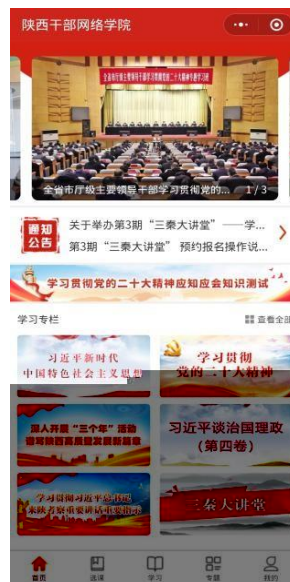 陕西干部网络学院
全省市厅级主要领导干部学习贯彻党的二十大精神专题学习班
全省市厅级主要领导干部学习贯彻党的... 1 / 3
通知
公告
关于举办第3期“三秦大讲堂”——学...
第3期“三秦大讲堂” 预约报名操作说...
学习贯彻党的二十大精神应知应会知识测试
学习专栏
查看全部
习近平新时代
中国特色社会主义思想
学习贯彻
党的二十大精神
深入开展“三个年”活动
谱写陕西高质量发展新篇章
习近平谈治国理政
(第四卷)
学习贯彻习近平总书记
来陕考察重要讲话重要指示
三秦大讲堂
首页
选课
学习
专题
我的